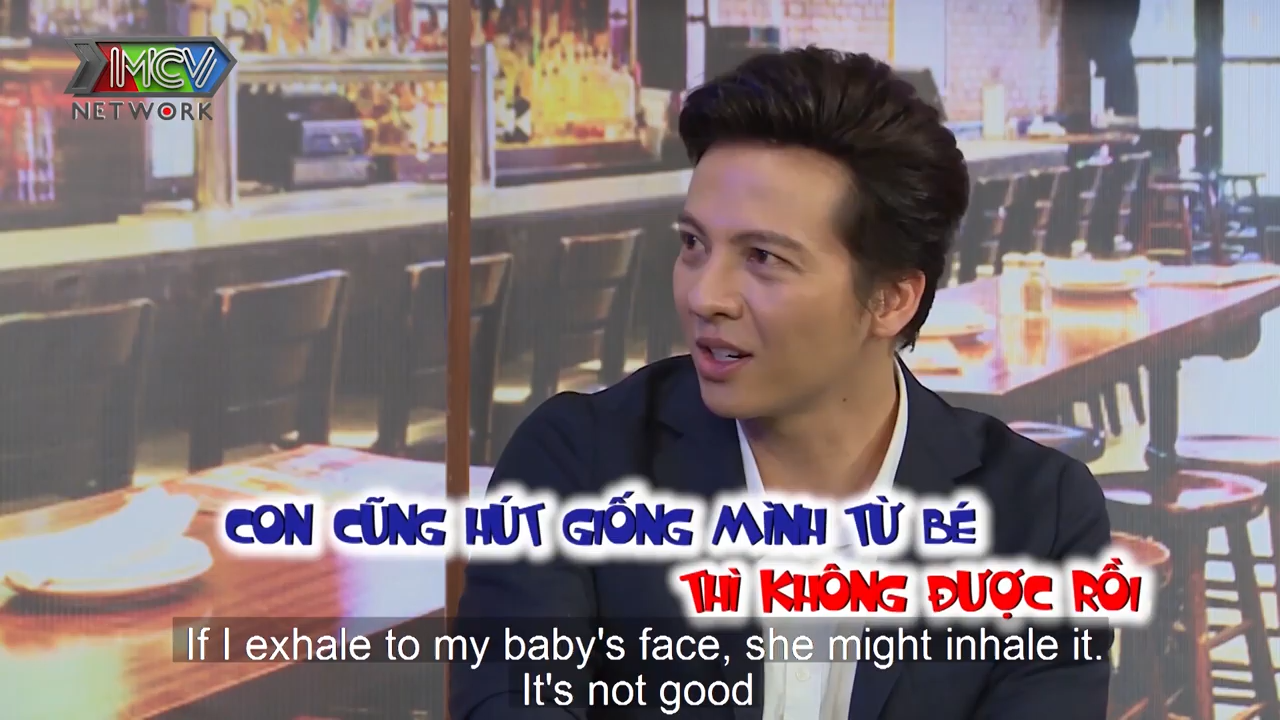 MCV
NETWORK
CON CŨNG HÚT GIỐNG MÌNH TỪ BÉ
THÌ KHÔNG ĐƯỢC RỒI
If I exhale to my baby's face, she might inhale it.
It's not good